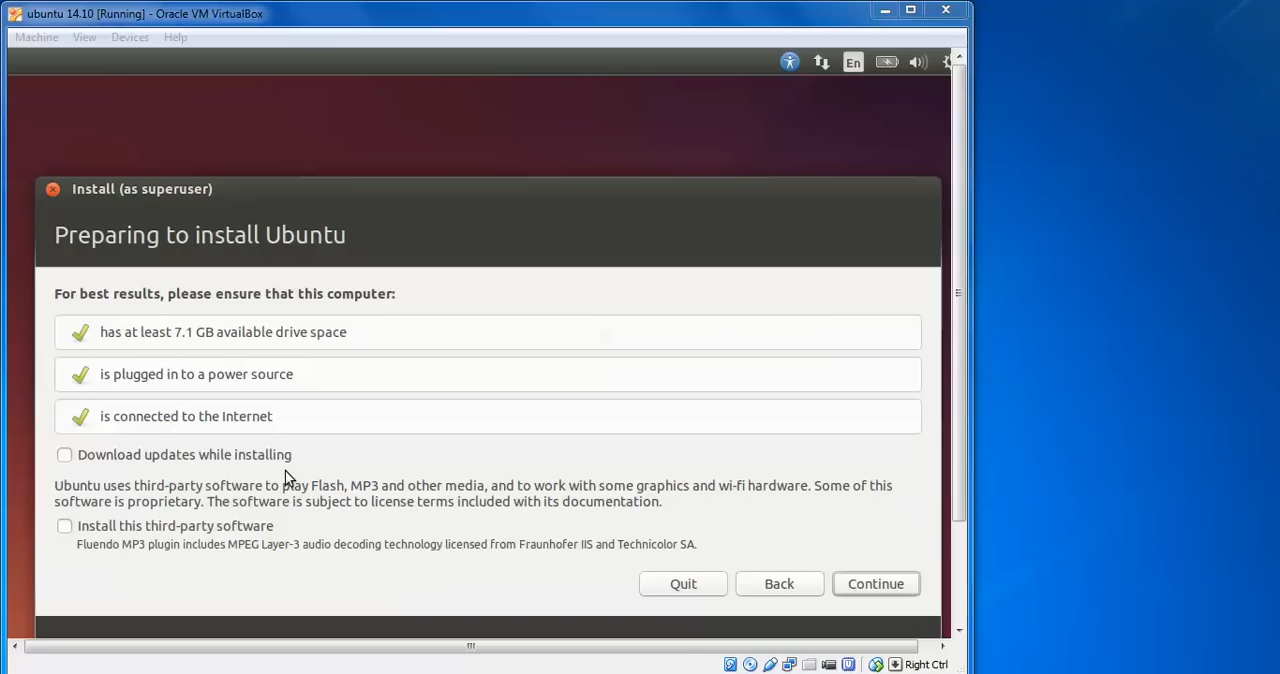 ubuntu 14.10 [Running] - Oracle VM VirtualBox
Machine View Devices Help
En
Install (as superuser)
Preparing to install Ubuntu
For best results, please ensure that this computer:
has at least 7.1 GB available drive space
is plugged in to a power source
is connected to the Internet
Download updates while installing
Ubuntu uses third-party software to play Flash, MP3 and other media, and to work with some graphics and wi-fi hardware. Some of this
software is proprietary. The software is subject to license terms included with its documentation.
Install this third-party software
Fluendo MP3 plugin includes MPEG Layer-3 audio decoding technology licensed from Fraunhofer IIS and Technicolor SA.
Quit Back Continue
Right Ctrl